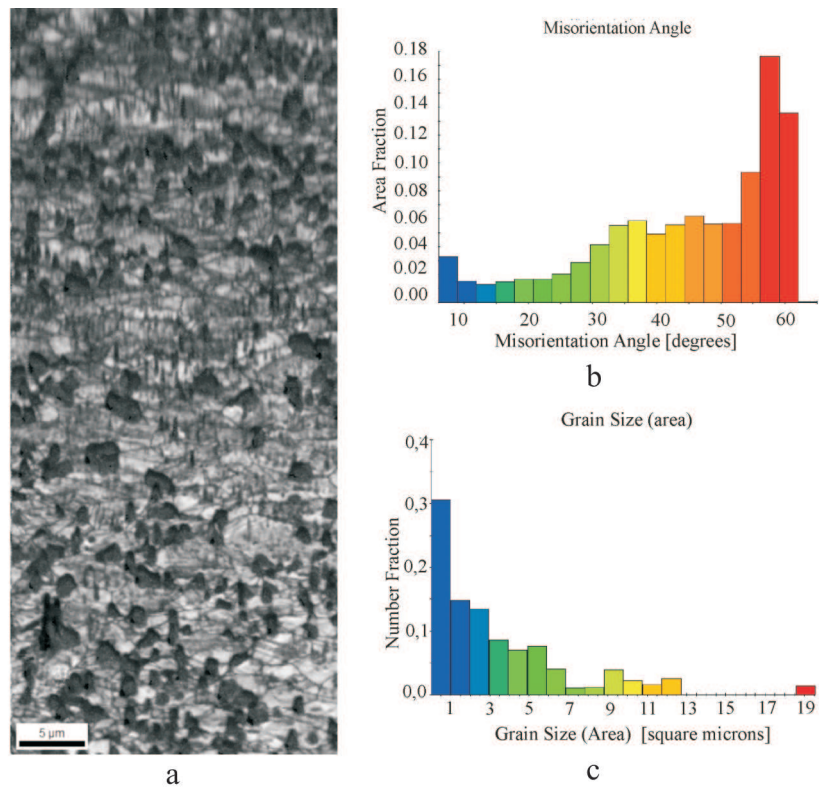 5 µm
a
Misorientation Angle
Area Fraction
0.18
0.16
0.14
0.12
0.10
0.08
0.06
0.04
0.02
0.00
10 20 30 40 50 60
Misorientation Angle [degrees]
b
Grain Size (area)
Number Fraction
0,4
0,3
0,2
0,1
0,0
1 3 5 7 9 11 13 15 17 19
Grain Size (Area) [square microns]
c